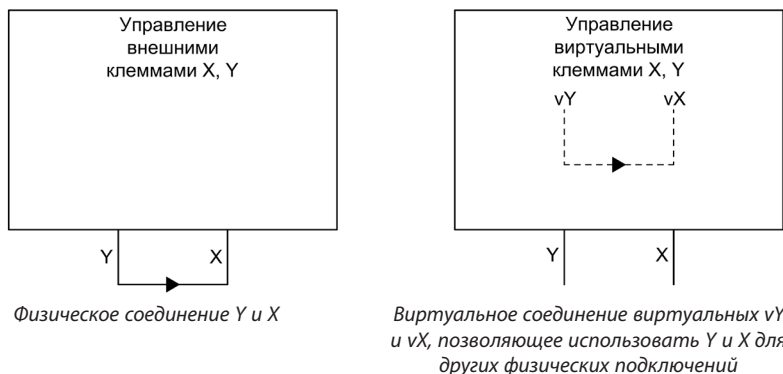 Управление
внешними
клеммами X, Y
Y
X
Физическое соединение Y и X
Управление
виртуальными
клеммами X, Y
vY
vX
Y
X
Виртуальное соединение виртуальных vY
и vX, позволяющее использовать Y и X для
других физических подключений